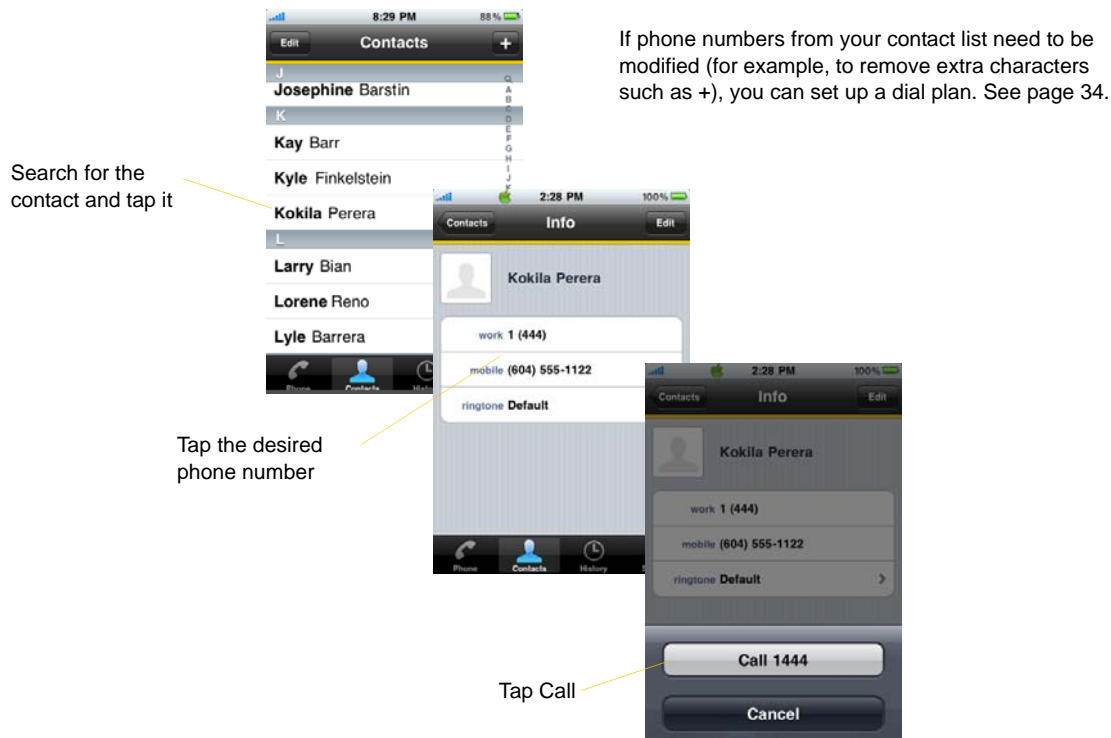 8:29 PM 88%
Edit Contacts +
J
Josephine Barstin
K
Kay Barr
Kyle Finkelstein
Kokila Perera
L
Larry Bian
Lorene Reno
Lyle Barrera
Phone Contacts
A
B
C
D
E
F
G
H
I
J
K
If phone numbers from your contact list need to be
modified (for example, to remove extra characters
such as +), you can set up a dial plan. See page 34.
Search for the
contact and tap it
2:28 PM 100%
Contacts Info Edit
Kokila Perera
work 1 (444)
mobile (604) 555-1122
ringtone Default
Phone Contacts History
Tap the desired
phone number
2:28 PM 100%
Contacts Info Edit
Kokila Perera
work 1 (444)
mobile (604) 555-1122
ringtone Default
Call 1444
Cancel
Tap Call